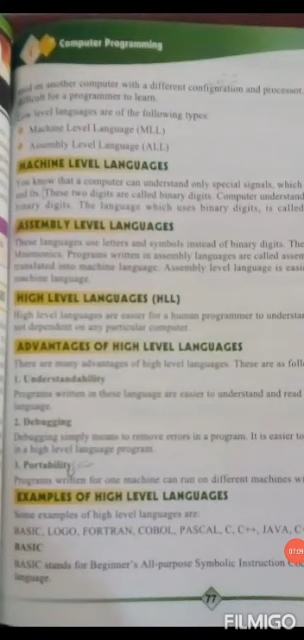 Computer Programming
used on another computer with a different configuration and processor.
difficult for a programmer to learn.
Low level languages are of the following types:
Machine Level Language (MLL)
Assembly Level Language (ALL)
MACHINE LEVEL LANGUAGES
You know that a computer can understand only special signals, which
and 0s. These two digits are called binary digits. Computer understand
binary digits. The language which uses binary digits, is called
ASSEMBLY LEVEL LANGUAGES
These languages use letters and symbols instead of binary digits. The
Mnemonics. Programs written in assembly languages are called assem
translated into machine language. Assembly level language is easi
machine language.
HIGH LEVEL LANGUAGES (HLL)
High level languages are easier for a human programmer to understa
not dependent on any particular computer.
ADVANTAGES OF HIGH LEVEL LANGUAGES
There are many advantages of high level languages. These are as foll
1. Understandability
Programs written in these language are easier to understand and read
language.
2. Debugging
Debugging simply means to remove errors in a program. It is easier to
in a high level language program.
3. Portability
Programs written for one machine can run on different machines wi
EXAMPLES OF HIGH LEVEL LANGUAGES
Some examples of high level languages are:
BASIC, LOGO, FORTRAN, COBOL, PASCAL, C, C++, JAVA, C
BASIC
BASIC stands for Beginner's All-purpose Symbolic Instruction
language.
77
07:09
FILMIGO